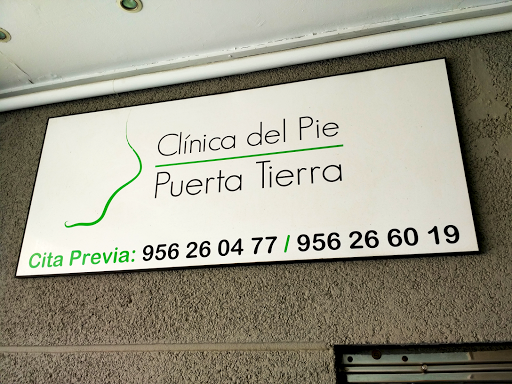 Clínica del Pie
Puerta Tierra
Cita Previa: 956 26 04 77 / 956 26 60 19